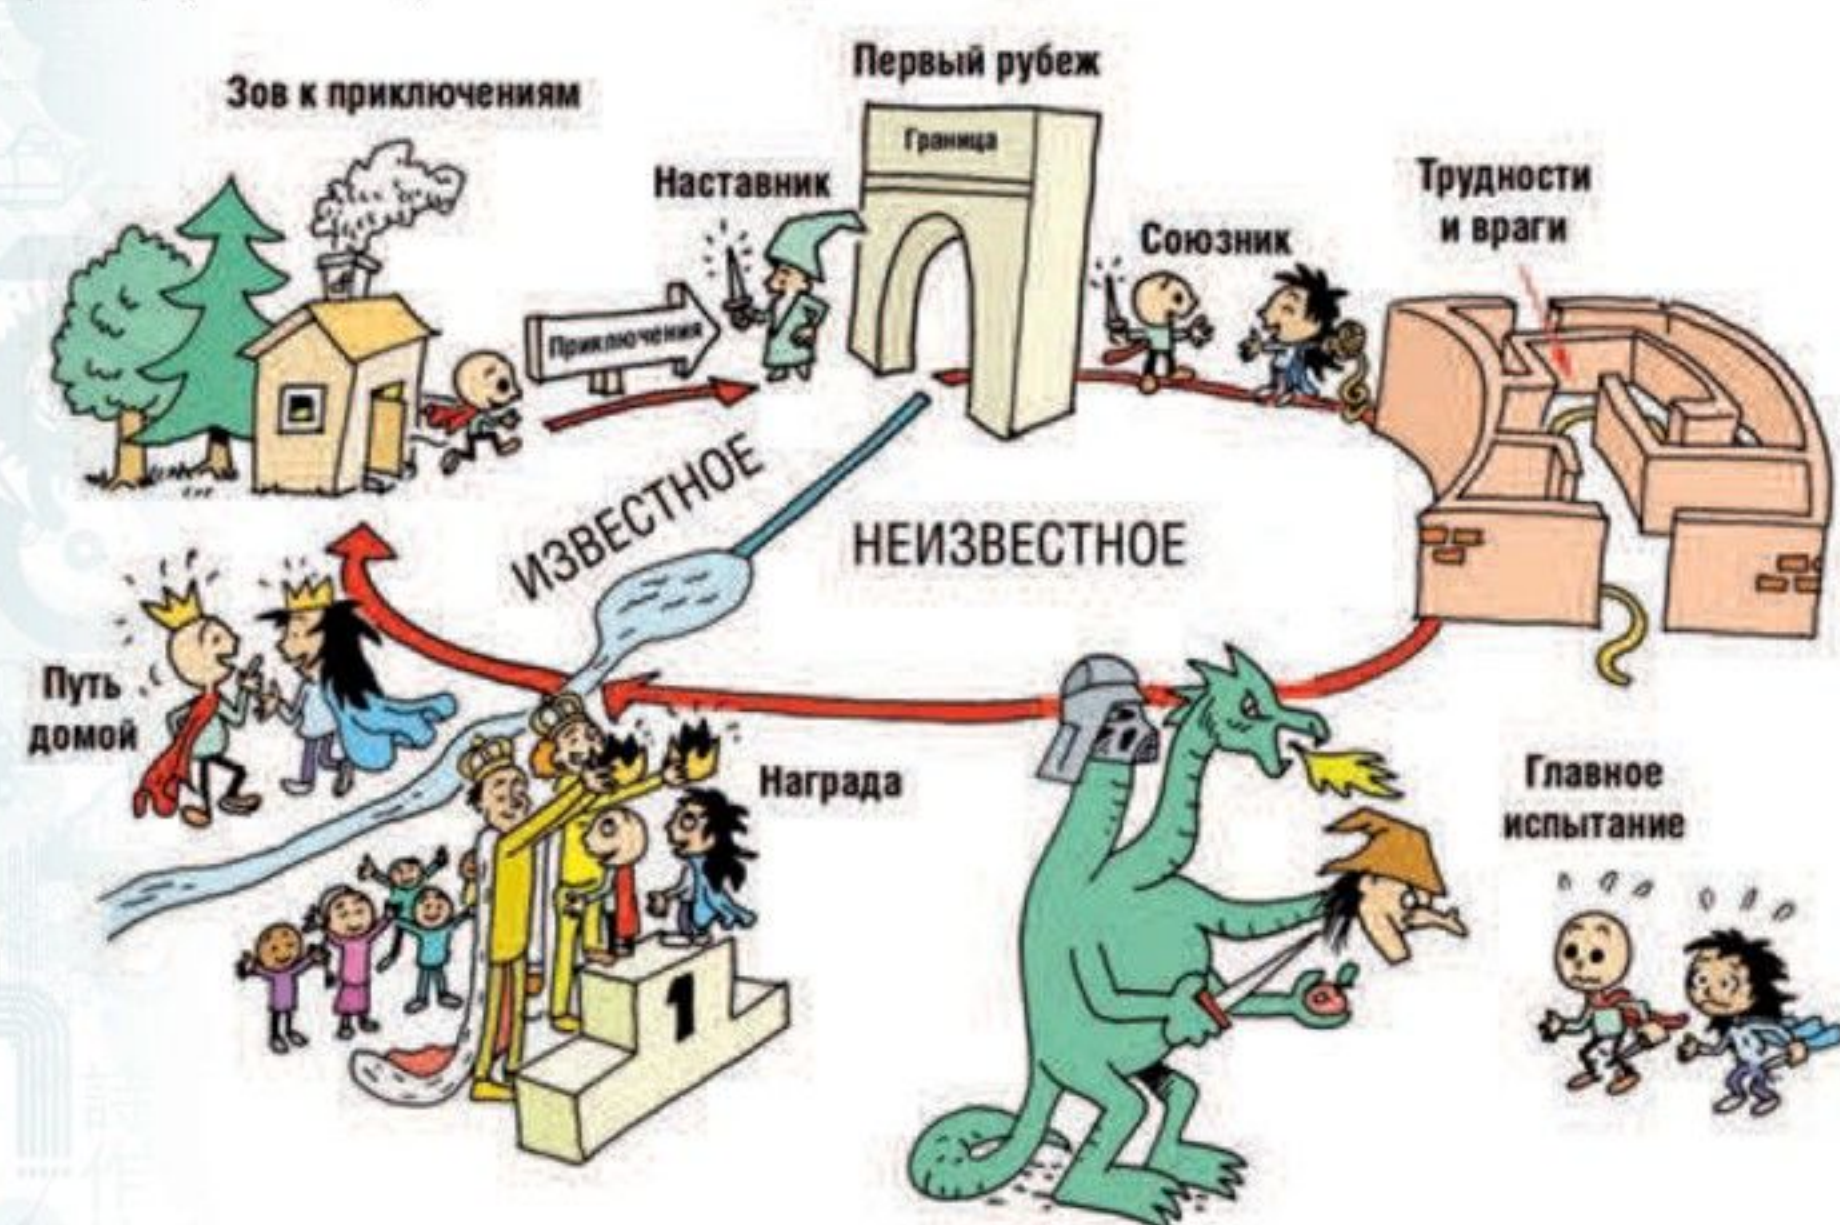 Зов к приключениям
Первый рубеж
Граница
Наставник
Приключения
Союзник
Трудности
и враги
ИЗВЕСТНОЕ
НЕИЗВЕСТНОЕ
Путь
домой
Награда
1
Главное
испытание